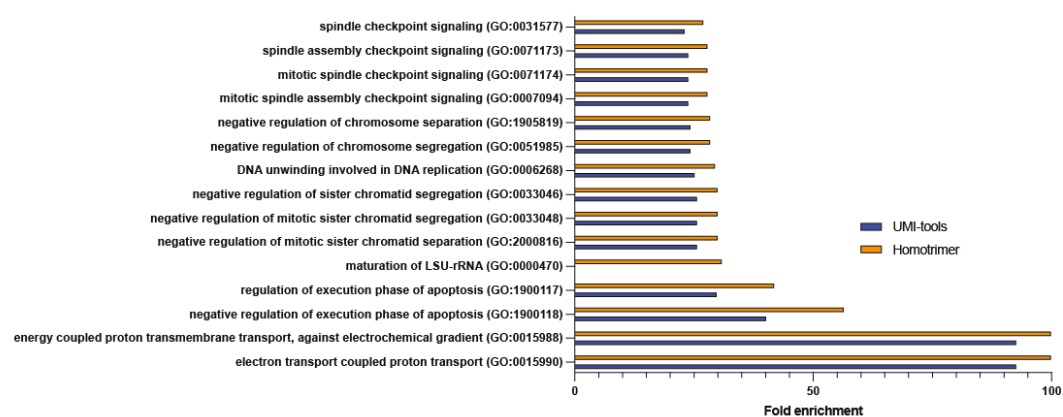 spindle checkpoint signaling (GO:0031577)
spindle assembly checkpoint signaling (GO:0071173)
mitotic spindle checkpoint signaling (GO:0071174)
mitotic spindle assembly checkpoint signaling (GO:0007094)
negative regulation of chromosome separation (GO:1905819)
negative regulation of chromosome segregation (GO:0051985)
DNA unwinding involved in DNA replication (GO:0006268)
negative regulation of sister chromatid segregation (GO:0033046)
negative regulation of mitotic sister chromatid segregation (GO:0033048)
negative regulation of mitotic sister chromatid separation (GO:2000816)
maturation of LSU-rRNA (GO:0000470)
regulation of execution phase of apoptosis (GO:1900117)
negative regulation of execution phase of apoptosis (GO:1900118)
energy coupled proton transmembrane transport, against electrochemical gradient (GO:0015988)
electron transport coupled proton transport (GO:0015990)
UMI-tools
Homotrimer
0 50 100
Fold enrichment